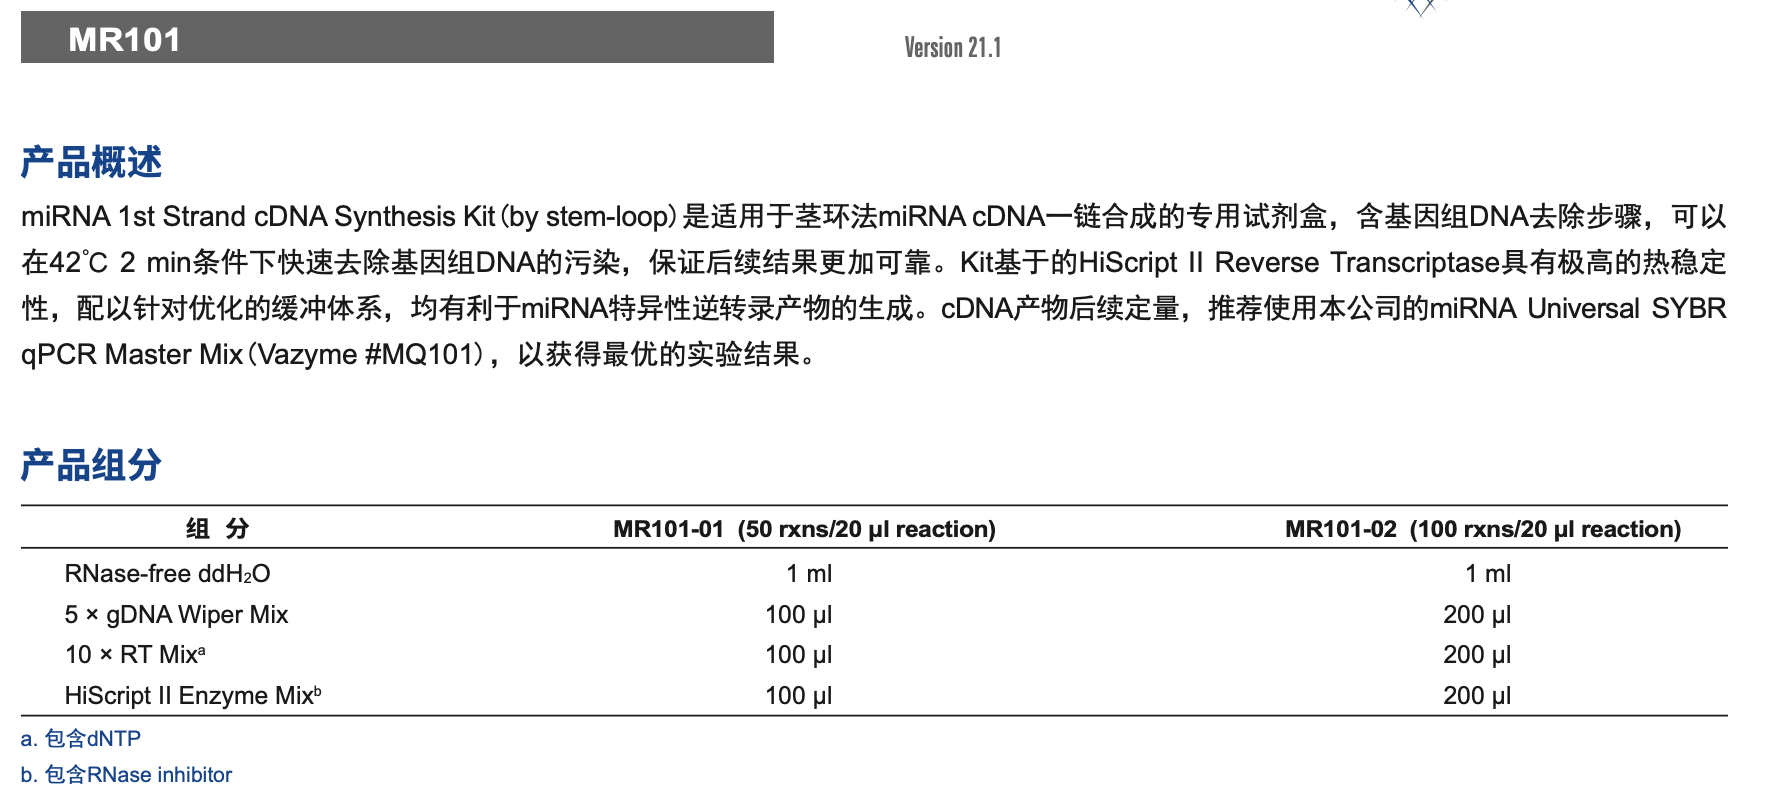 MR101
Version 21.1
产品概述
miRNA 1st Strand cDNA Synthesis Kit(by stem-loop)是适用于茎环法miRNA cDNA一链合成的专用试剂盒，含基因组DNA去除步骤，可以
在42℃ 2 min条件下快速去除基因组DNA的污染，保证后续结果更加可靠。Kit基于的HiScript II Reverse Transcriptase具有极高的热稳定
性，配以针对优化的缓冲体系，均有利于miRNA特异性逆转录产物的生成。cDNA产物后续定量，推荐使用本公司的miRNA Universal SYBR
qPCR Master Mix(Vazyme #MQ101)，以获得最优的实验结果。
产品组分
组 分 MR101-01 (50 rxns/20 μl reaction) MR101-02 (100 rxns/20 μl reaction)
RNase-free ddH₂O 1 ml 1 ml
5 × gDNA Wiper Mix 100 μl 200 μl
10 × RT Mixᵃ 100 μl 200 μl
HiScript II Enzyme Mixᵇ 100 μl 200 μl
a. 包含dNTP
b. 包含RNase inhibitor